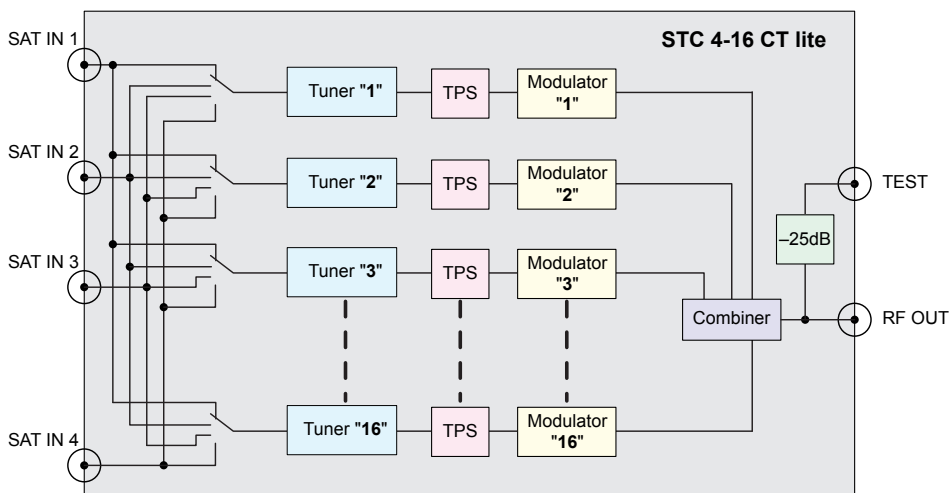 STC 4-16 CT lite
SAT IN 1
Tuner "1"
TPS
Modulator
"1"
SAT IN 2
Tuner "2"
TPS
Modulator
"2"
TEST
–25dB
SAT IN 3
Tuner "3"
TPS
Modulator
"3"
Combiner
RF OUT
SAT IN 4
Tuner "16"
TPS
Modulator
"16"